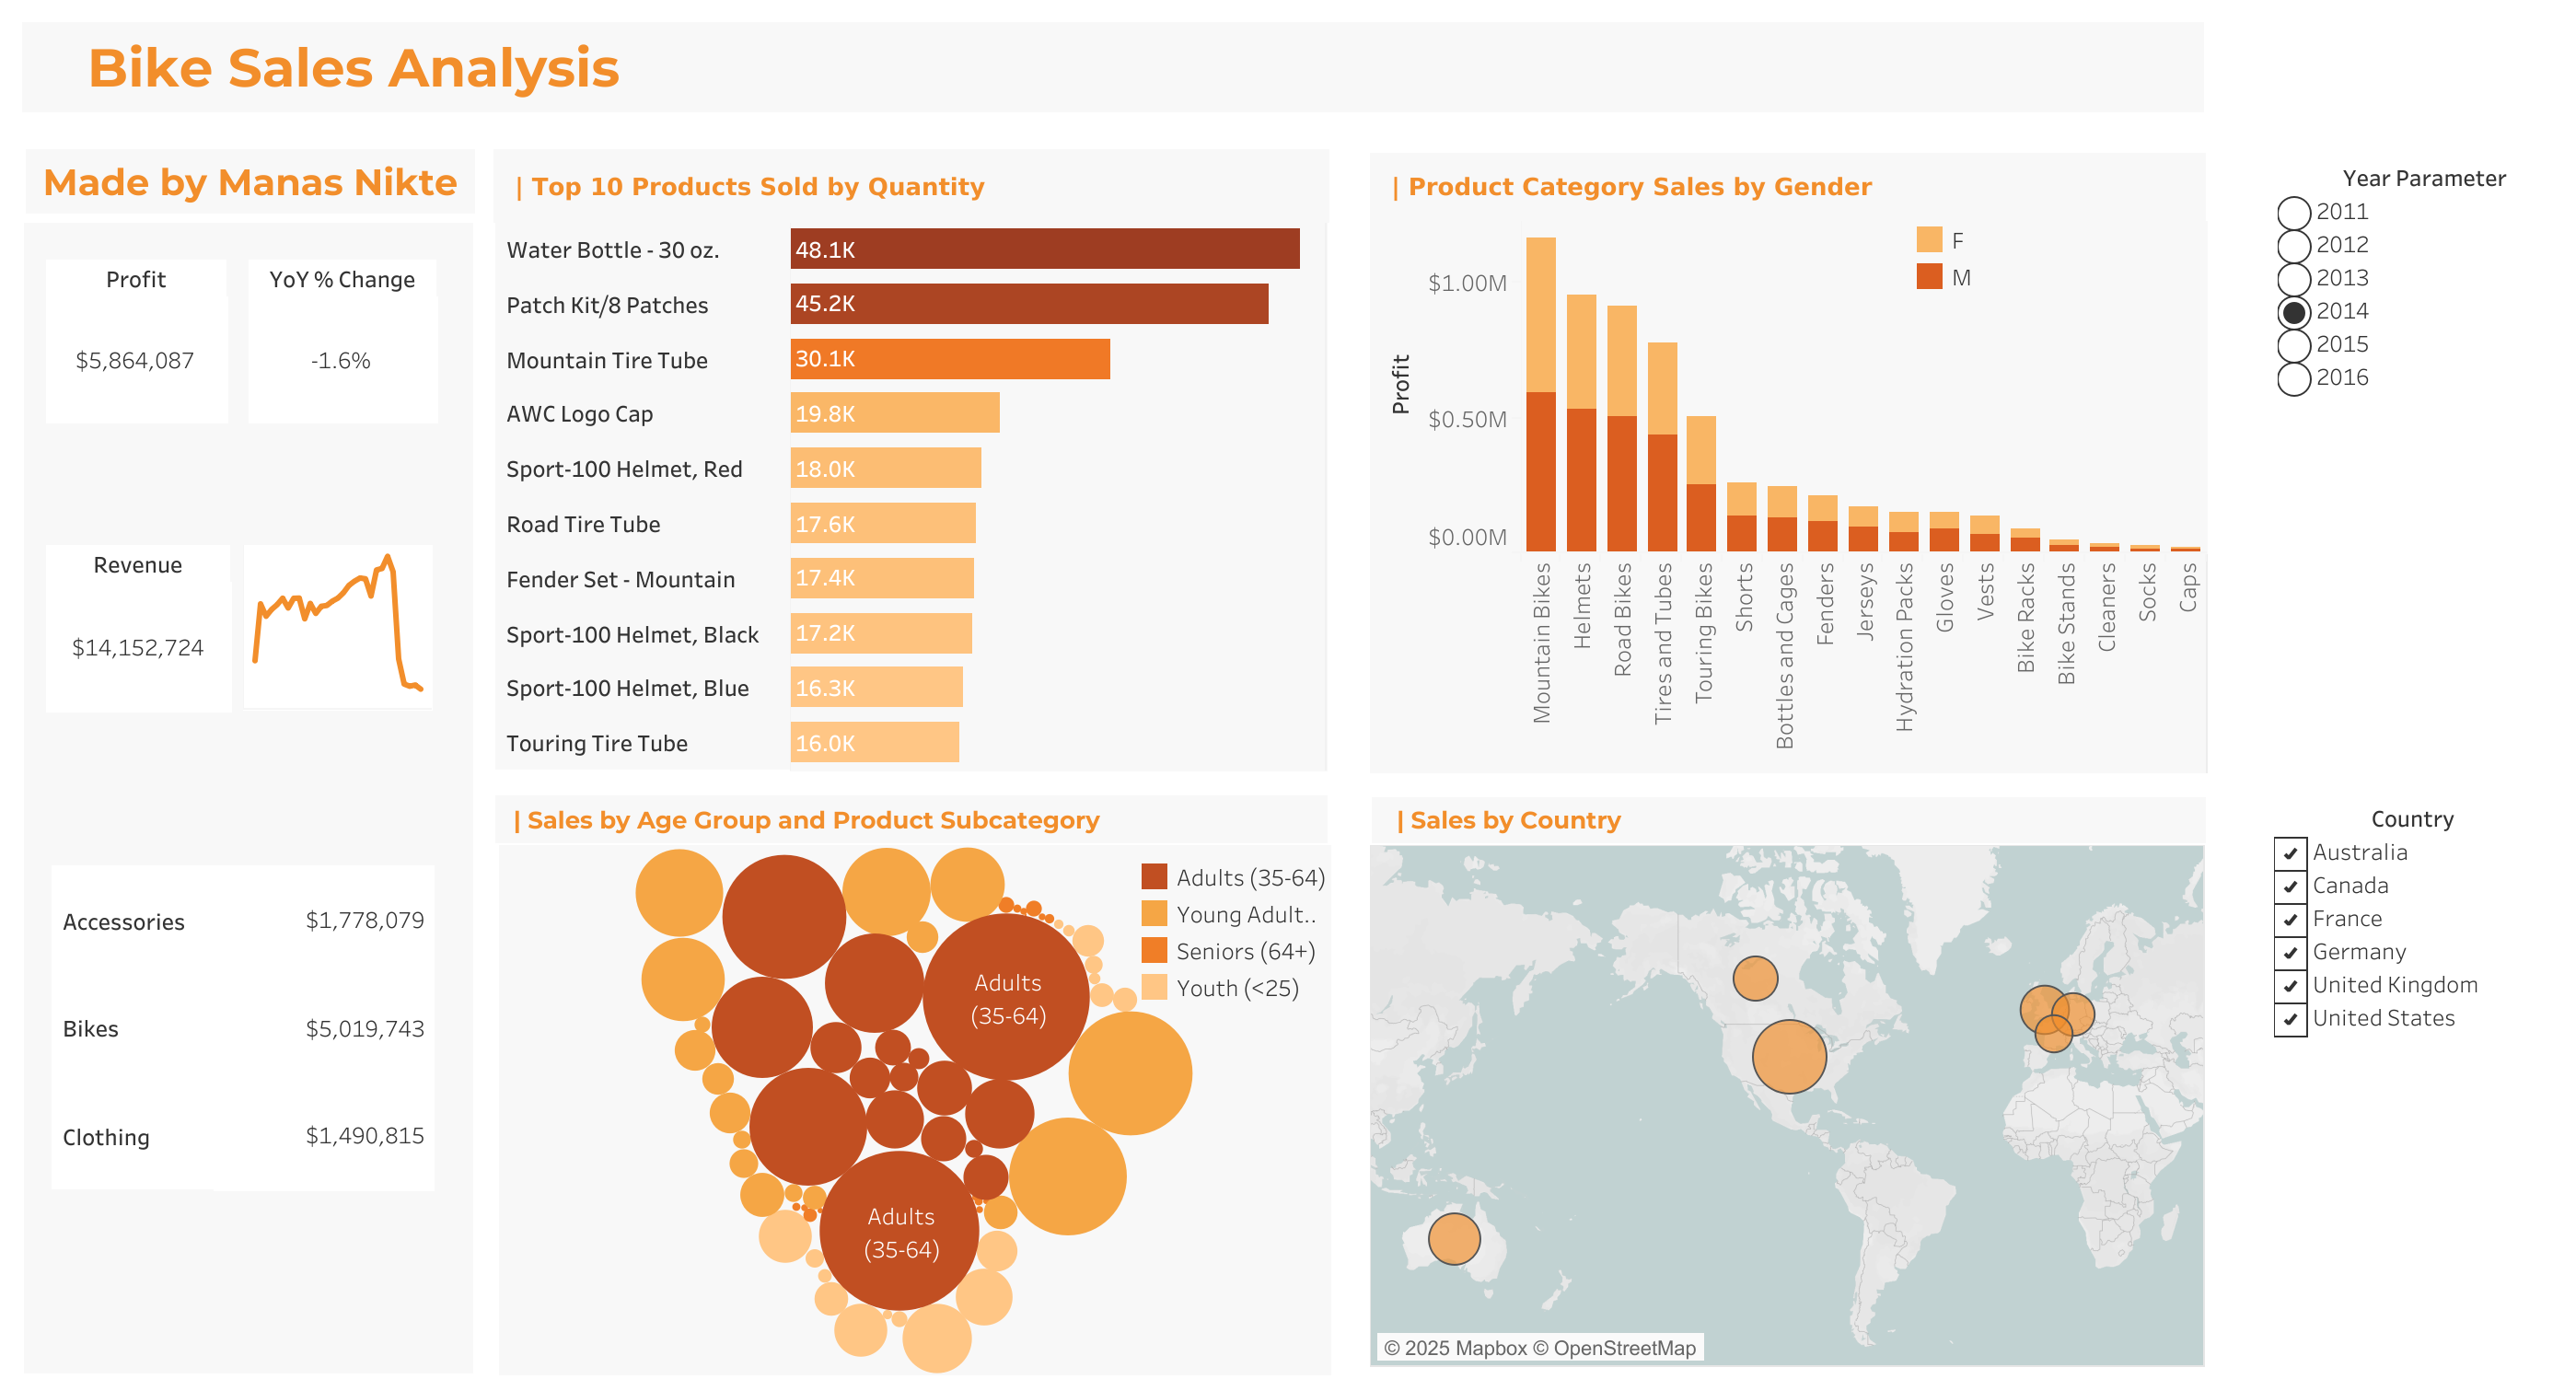 Bike Sales Analysis
Made by Manas Nikte
Profit
$5,864,087
YoY % Change
-1.6%
Revenue
$14,152,724
Accessories $1,778,079
Bikes $5,019,743
Clothing $1,490,815
| Top 10 Products Sold by Quantity
Water Bottle - 30 oz. 48.1K
Patch Kit/8 Patches 45.2K
Mountain Tire Tube 30.1K
AWC Logo Cap 19.8K
Sport-100 Helmet, Red 18.0K
Road Tire Tube 17.6K
Fender Set - Mountain 17.4K
Sport-100 Helmet, Black 17.2K
Sport-100 Helmet, Blue 16.3K
Touring Tire Tube 16.0K
| Product Category Sales by Gender
F
M
Profit
$1.00M
$0.50M
$0.00M
Mountain Bikes
Helmets
Road Bikes
Tires and Tubes
Touring Bikes
Shorts
Bottles and Cages
Fenders
Jerseys
Hydration Packs
Gloves
Vests
Bike Racks
Bike Stands
Cleaners
Socks
Caps
Year Parameter
2011
2012
2013
2014
2015
2016
| Sales by Age Group and Product Subcategory
Adults (35-64)
Young Adult..
Seniors (64+)
Youth (<25)
Adults
(35-64)
Adults
(35-64)
| Sales by Country
© 2025 Mapbox © OpenStreetMap
Country
Australia
Canada
France
Germany
United Kingdom
United States